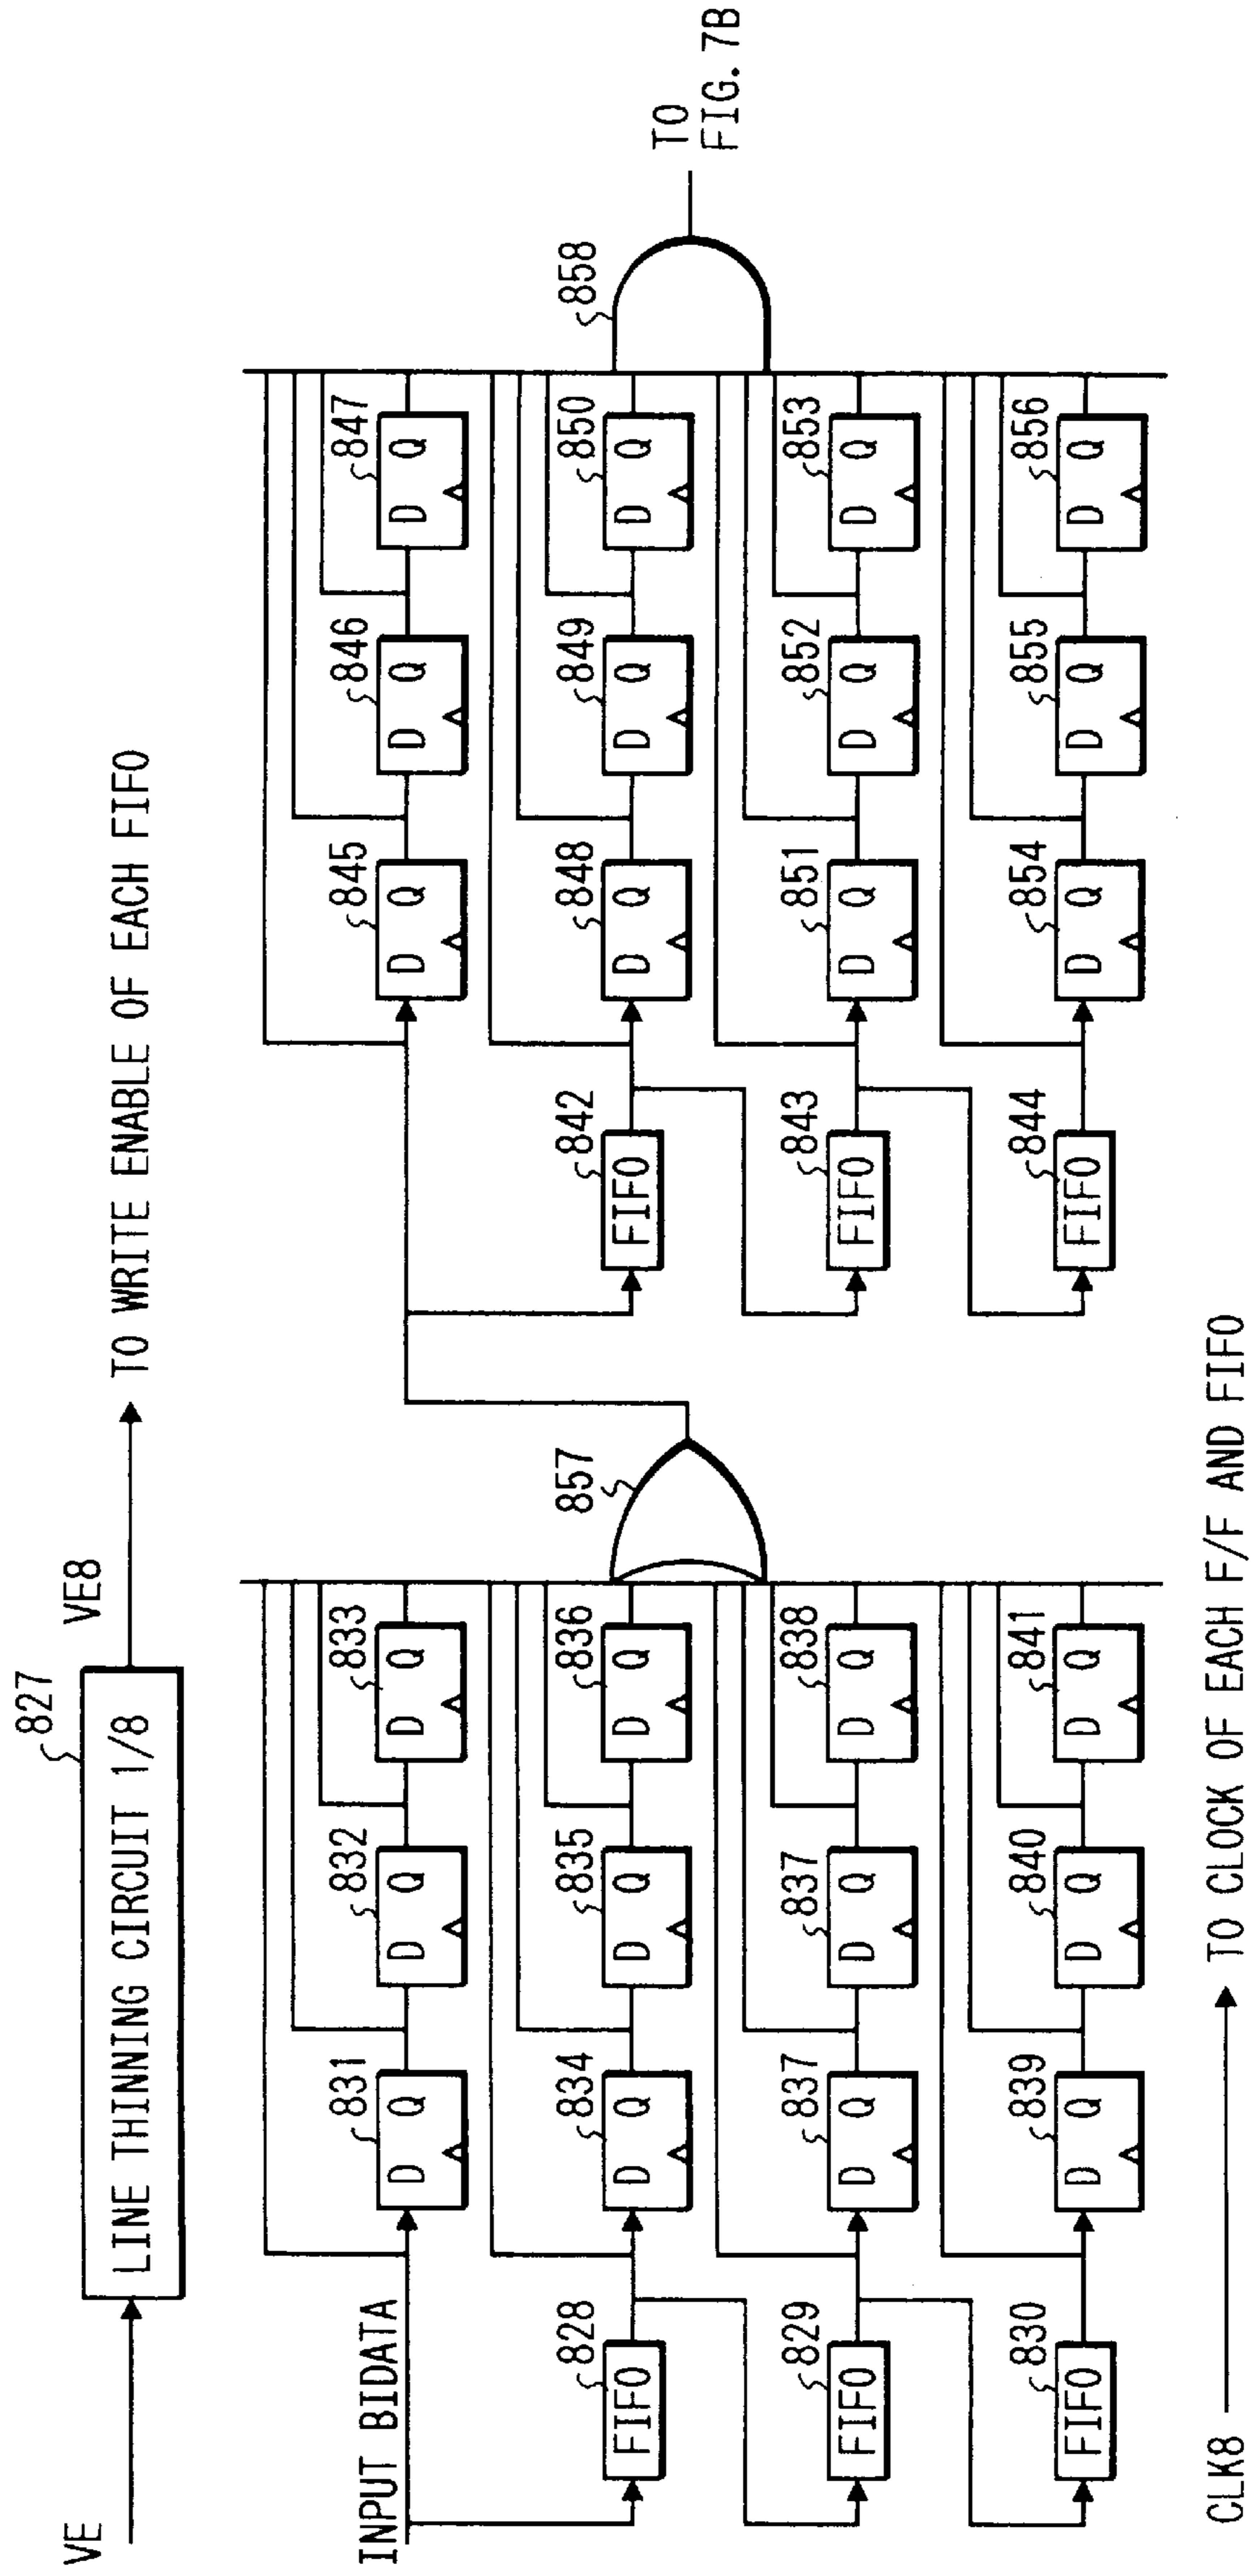 VE
827
LINE THINNING CIRCUIT 1/8
VE8
TO WRITE ENABLE OF EACH FIFO
INPUT BIDATA
831
D Q
832
D Q
833
D Q
845
D Q
846
D Q
847
D Q
828
FIFO
834
D Q
835
D Q
836
D Q
857
842
FIFO
848
D Q
849
D Q
850
D Q
858
TO
FIG. 7B
829
FIFO
837
D Q
837
D Q
838
D Q
843
FIFO
851
D Q
852
D Q
853
D Q
830
FIFO
839
D Q
840
D Q
841
D Q
844
FIFO
854
D Q
855
D Q
856
D Q
CLK8
TO CLOCK OF EACH F/F AND FIFO